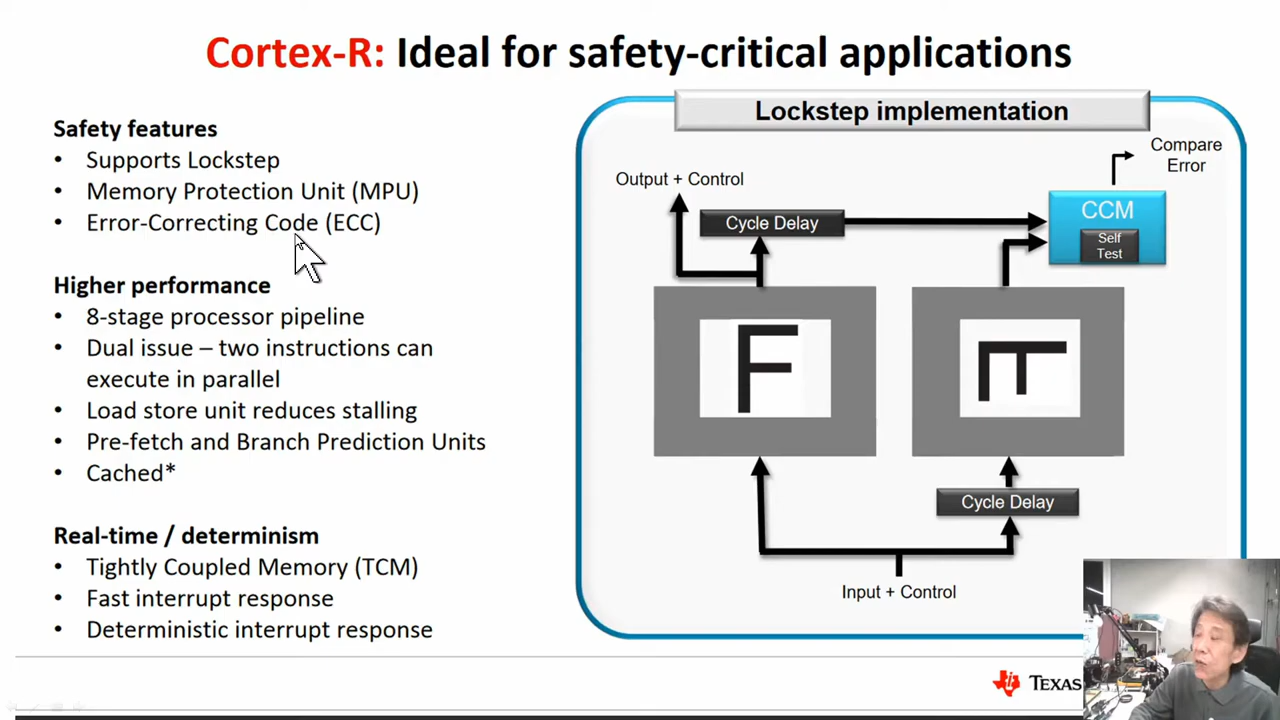 Cortex-R: Ideal for safety-critical applications
Safety features
• Supports Lockstep
• Memory Protection Unit (MPU)
• Error-Correcting Code (ECC)
Higher performance
• 8-stage processor pipeline
• Dual issue – two instructions can
execute in parallel
• Load store unit reduces stalling
• Pre-fetch and Branch Prediction Units
• Cached*
Real-time / determinism
• Tightly Coupled Memory (TCM)
• Fast interrupt response
• Deterministic interrupt response
Lockstep implementation
Compare
Error
Output + Control
Cycle Delay
CCM
Self
Test
F
F
Cycle Delay
Input + Control
TEXAS